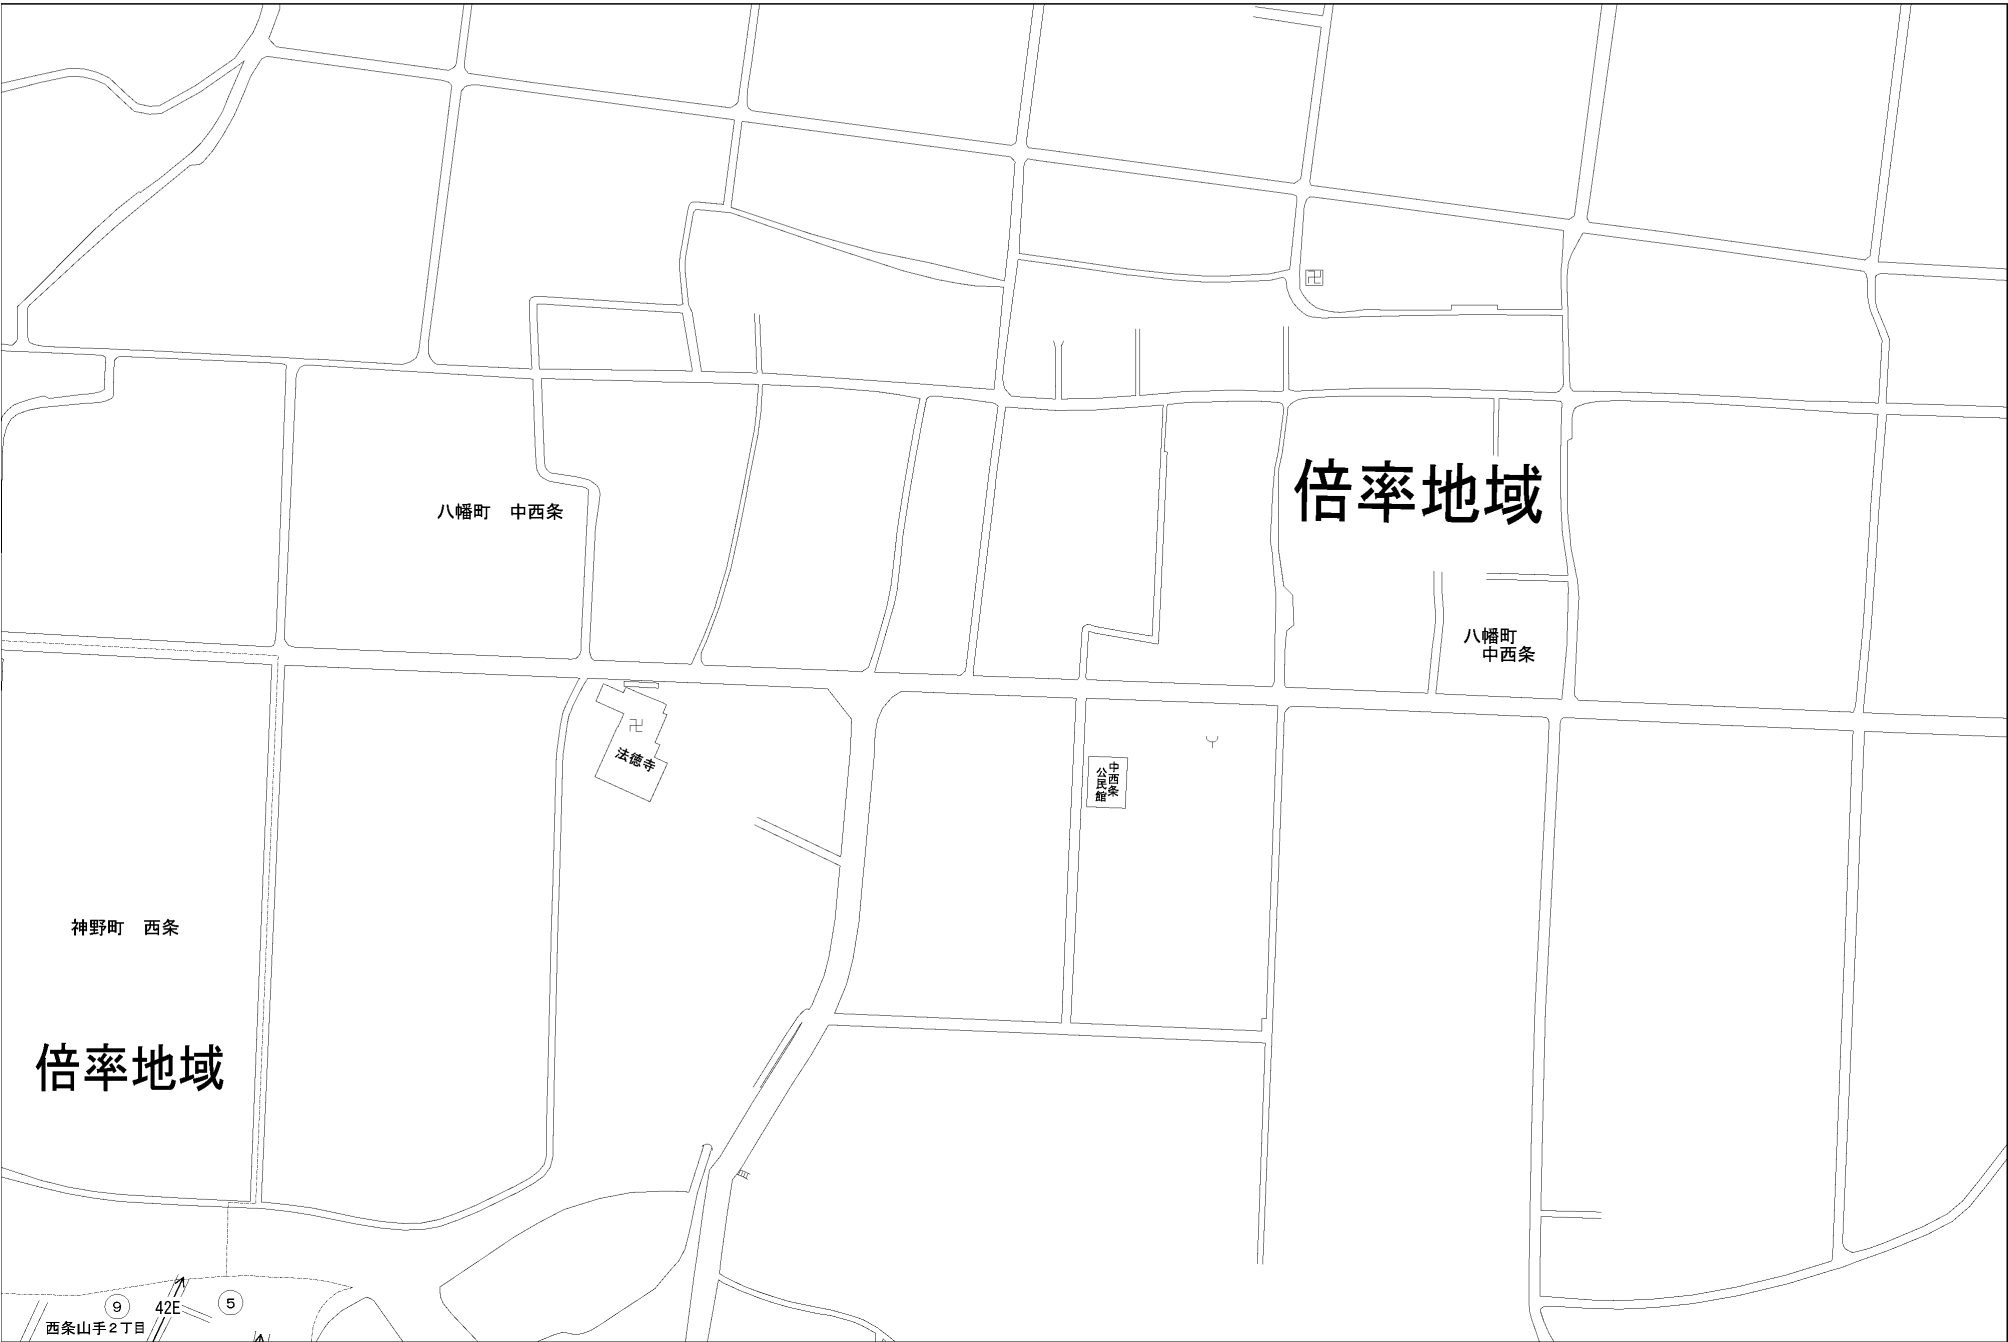 倍率地域
八幡町　中西条
八幡町
中西条
法徳寺
中西条
公民館
神野町　西条
倍率地域
9
42E
5
西条山手２丁目